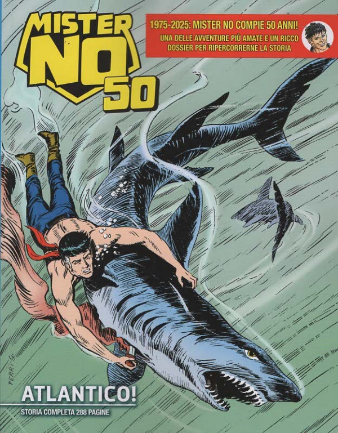 MISTER
NO
50
1975-2025: MISTER NO COMPIE 50 ANNI!
UNA DELLE AVVENTURE PIÙ AMATE E UN RICCO
DOSSIER PER RIPERCORRERNE LA STORIA
ATLANTICO!
STORIA COMPLETA 288 PAGINE